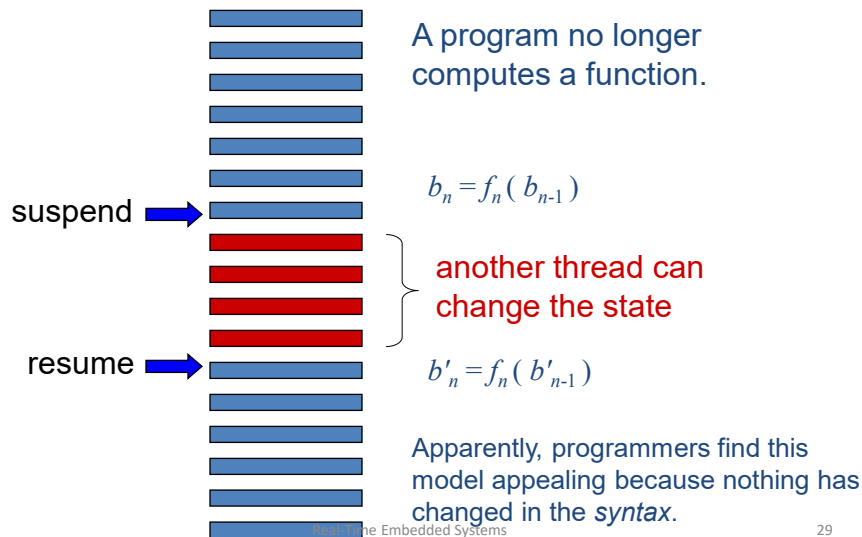 A program no longer
computes a function.
bₙ = fₙ ( bₙ₋₁ )
suspend
another thread can
change the state
resume
b′ₙ = fₙ ( b′ₙ₋₁ )
Apparently, programmers find this
model appealing because nothing has
changed in the syntax.
Real-Time Embedded Systems
29